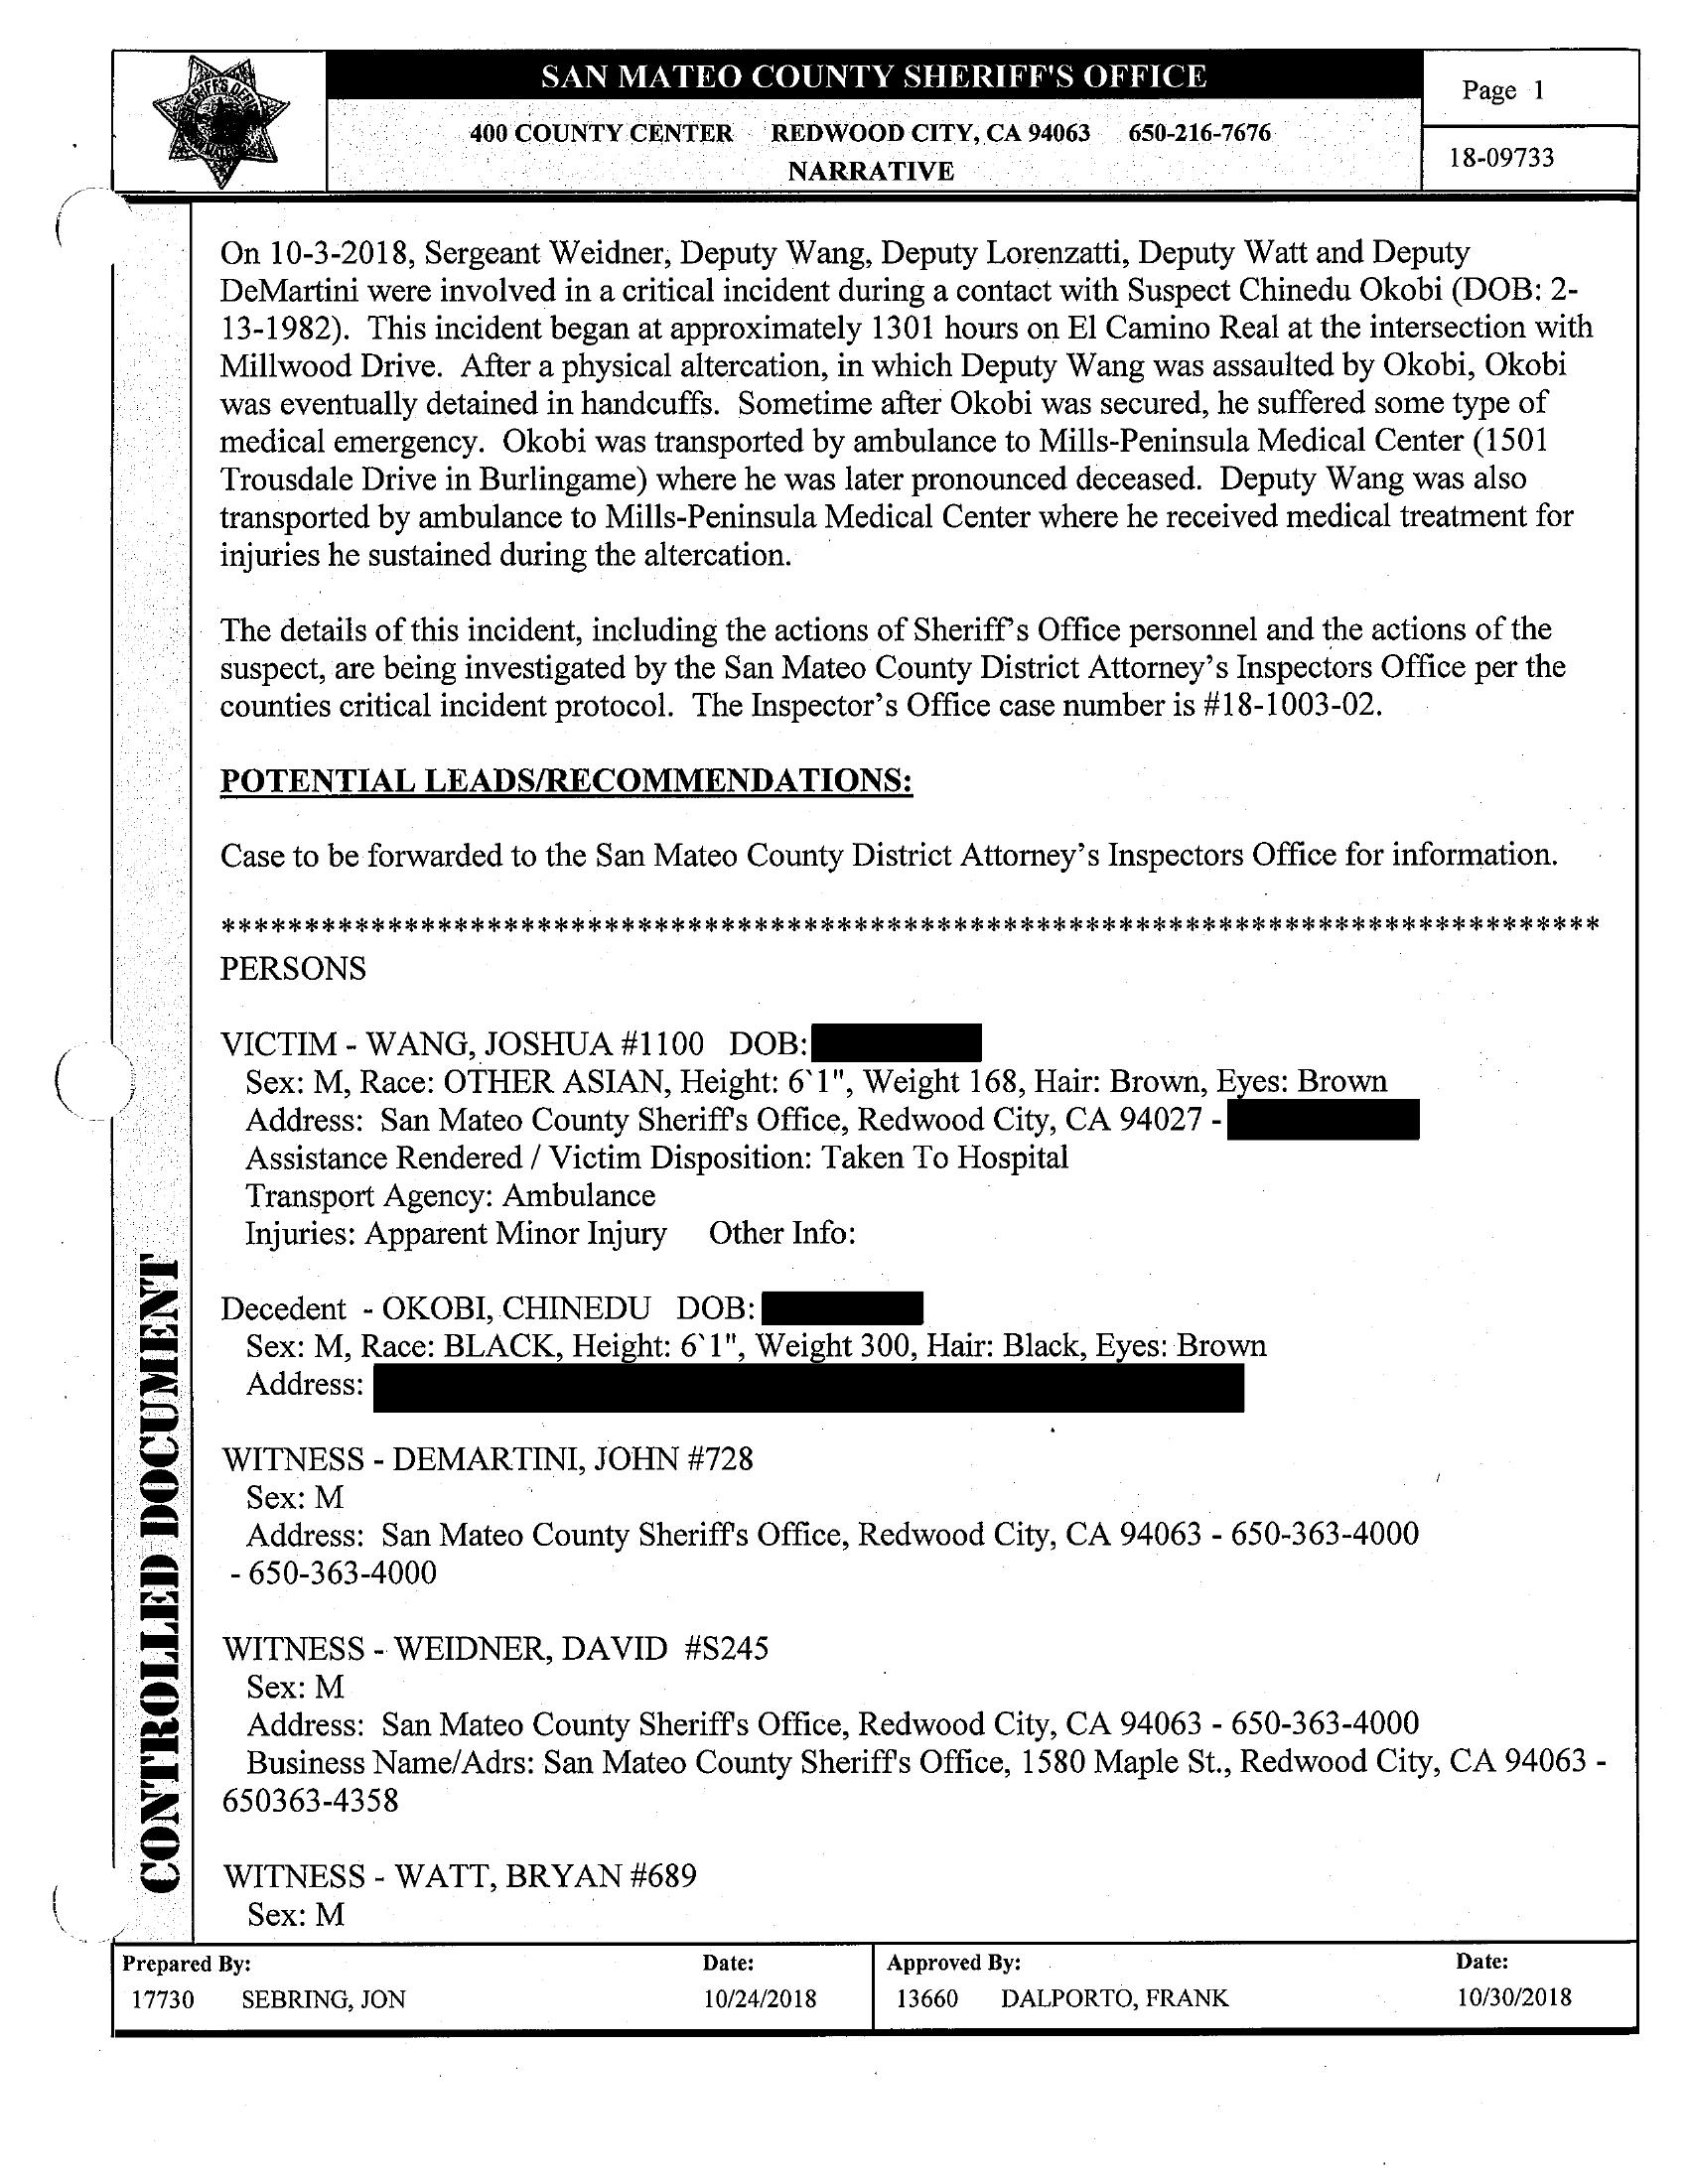 SAN MATEO COUNTY SHERIFF'S OFFICE
400 COUNTY CENTER REDWOOD CITY, CA 94063 650-216-7676
NARRATIVE
Page 1
18-09733
On 10-3-2018, Sergeant Weidner, Deputy Wang, Deputy Lorenzatti, Deputy Watt and Deputy
DeMartini were involved in a critical incident during a contact with Suspect Chinedu Okobi (DOB: 2-
13-1982). This incident began at approximately 1301 hours on El Camino Real at the intersection with
Millwood Drive. After a physical altercation, in which Deputy Wang was assaulted by Okobi, Okobi
was eventually detained in handcuffs. Sometime after Okobi was secured, he suffered some type of
medical emergency. Okobi was transported by ambulance to Mills-Peninsula Medical Center (1501
Trousdale Drive in Burlingame) where he was later pronounced deceased. Deputy Wang was also
transported by ambulance to Mills-Peninsula Medical Center where he received medical treatment for
injuries he sustained during the altercation.
The details of this incident, including the actions of Sheriff's Office personnel and the actions of the
suspect, are being investigated by the San Mateo County District Attorney's Inspectors Office per the
counties critical incident protocol. The Inspector's Office case number is #18-1003-02.
POTENTIAL LEADS/RECOMMENDATIONS:
Case to be forwarded to the San Mateo County District Attorney's Inspectors Office for information.
***********************************************************************************
PERSONS
VICTIM - WANG, JOSHUA #1100 DOB:
Sex: M, Race: OTHER ASIAN, Height: 6`1", Weight 168, Hair: Brown, Eyes: Brown
Address: San Mateo County Sheriff's Office, Redwood City, CA 94027 -
Assistance Rendered / Victim Disposition: Taken To Hospital
Transport Agency: Ambulance
Injuries: Apparent Minor Injury Other Info:
Decedent - OKOBI, CHINEDU DOB:
Sex: M, Race: BLACK, Height: 6`1", Weight 300, Hair: Black, Eyes: Brown
Address:
WITNESS - DEMARTINI, JOHN #728
Sex: M
Address: San Mateo County Sheriff's Office, Redwood City, CA 94063 - 650-363-4000
- 650-363-4000
WITNESS - WEIDNER, DAVID #S245
Sex: M
Address: San Mateo County Sheriff's Office, Redwood City, CA 94063 - 650-363-4000
Business Name/Adrs: San Mateo County Sheriff's Office, 1580 Maple St., Redwood City, CA 94063 -
650363-4358
WITNESS - WATT, BRYAN #689
Sex: M
CONTROLLED DOCUMENT
Prepared By: Date: Approved By: Date:
17730 SEBRING, JON 10/24/2018 13660 DALPORTO, FRANK 10/30/2018